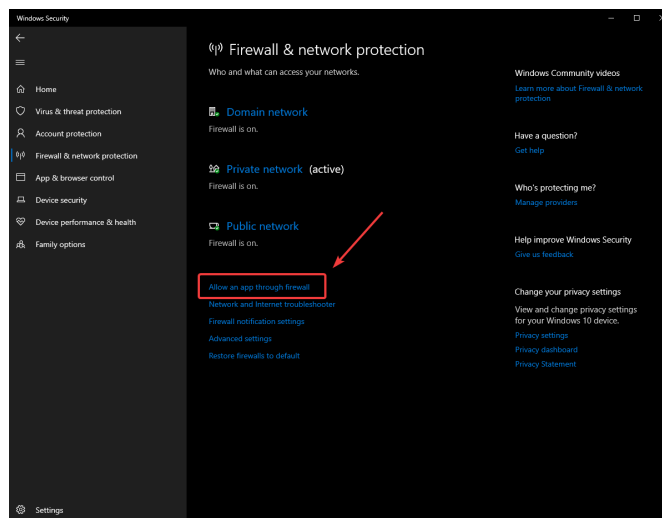 Windows Security
Home
Virus & threat protection
Account protection
Firewall & network protection
App & browser control
Device security
Device performance & health
Family options
Settings
Firewall & network protection
Who and what can access your networks.
Domain network
Firewall is on.
Private network (active)
Firewall is on.
Public network
Firewall is on.
Allow an app through firewall
Network and Internet troubleshooter
Firewall notification settings
Advanced settings
Restore firewalls to default
Windows Community videos
Learn more about Firewall & network
protection
Have a question?
Get help
Who's protecting me?
Manage providers
Help improve Windows Security
Give us feedback
Change your privacy settings
View and change privacy settings
for your Windows 10 device.
Privacy settings
Privacy dashboard
Privacy Statement